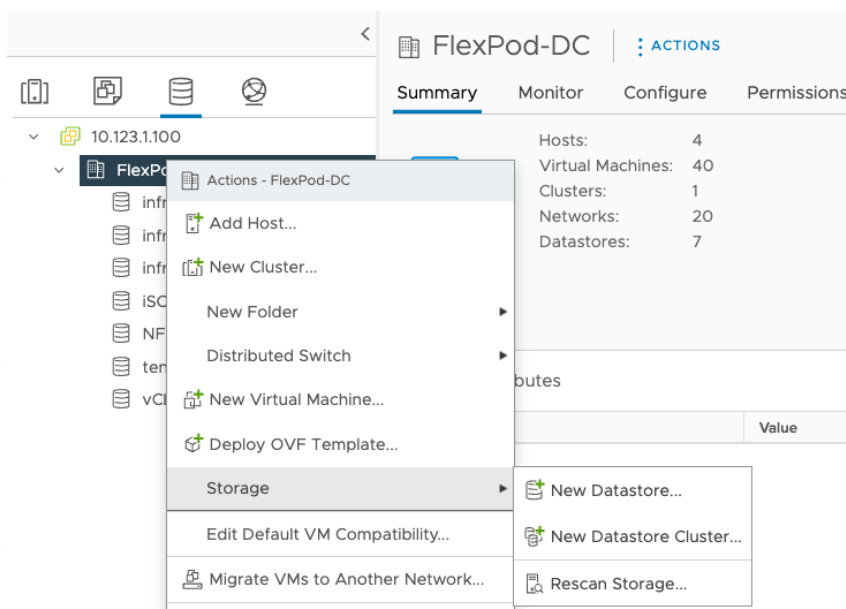 FlexPod-DC
ACTIONS
Summary Monitor Configure Permissions
10.123.1.100
Hosts: 4
Virtual Machines: 40
Clusters: 1
Networks: 20
Datastores: 7
Actions - FlexPod-DC
Add Host...
New Cluster...
New Folder
Distributed Switch
New Virtual Machine...
Deploy OVF Template...
Storage
Edit Default VM Compatibility...
Migrate VMs to Another Network...
Value
New Datastore...
New Datastore Cluster...
Rescan Storage...